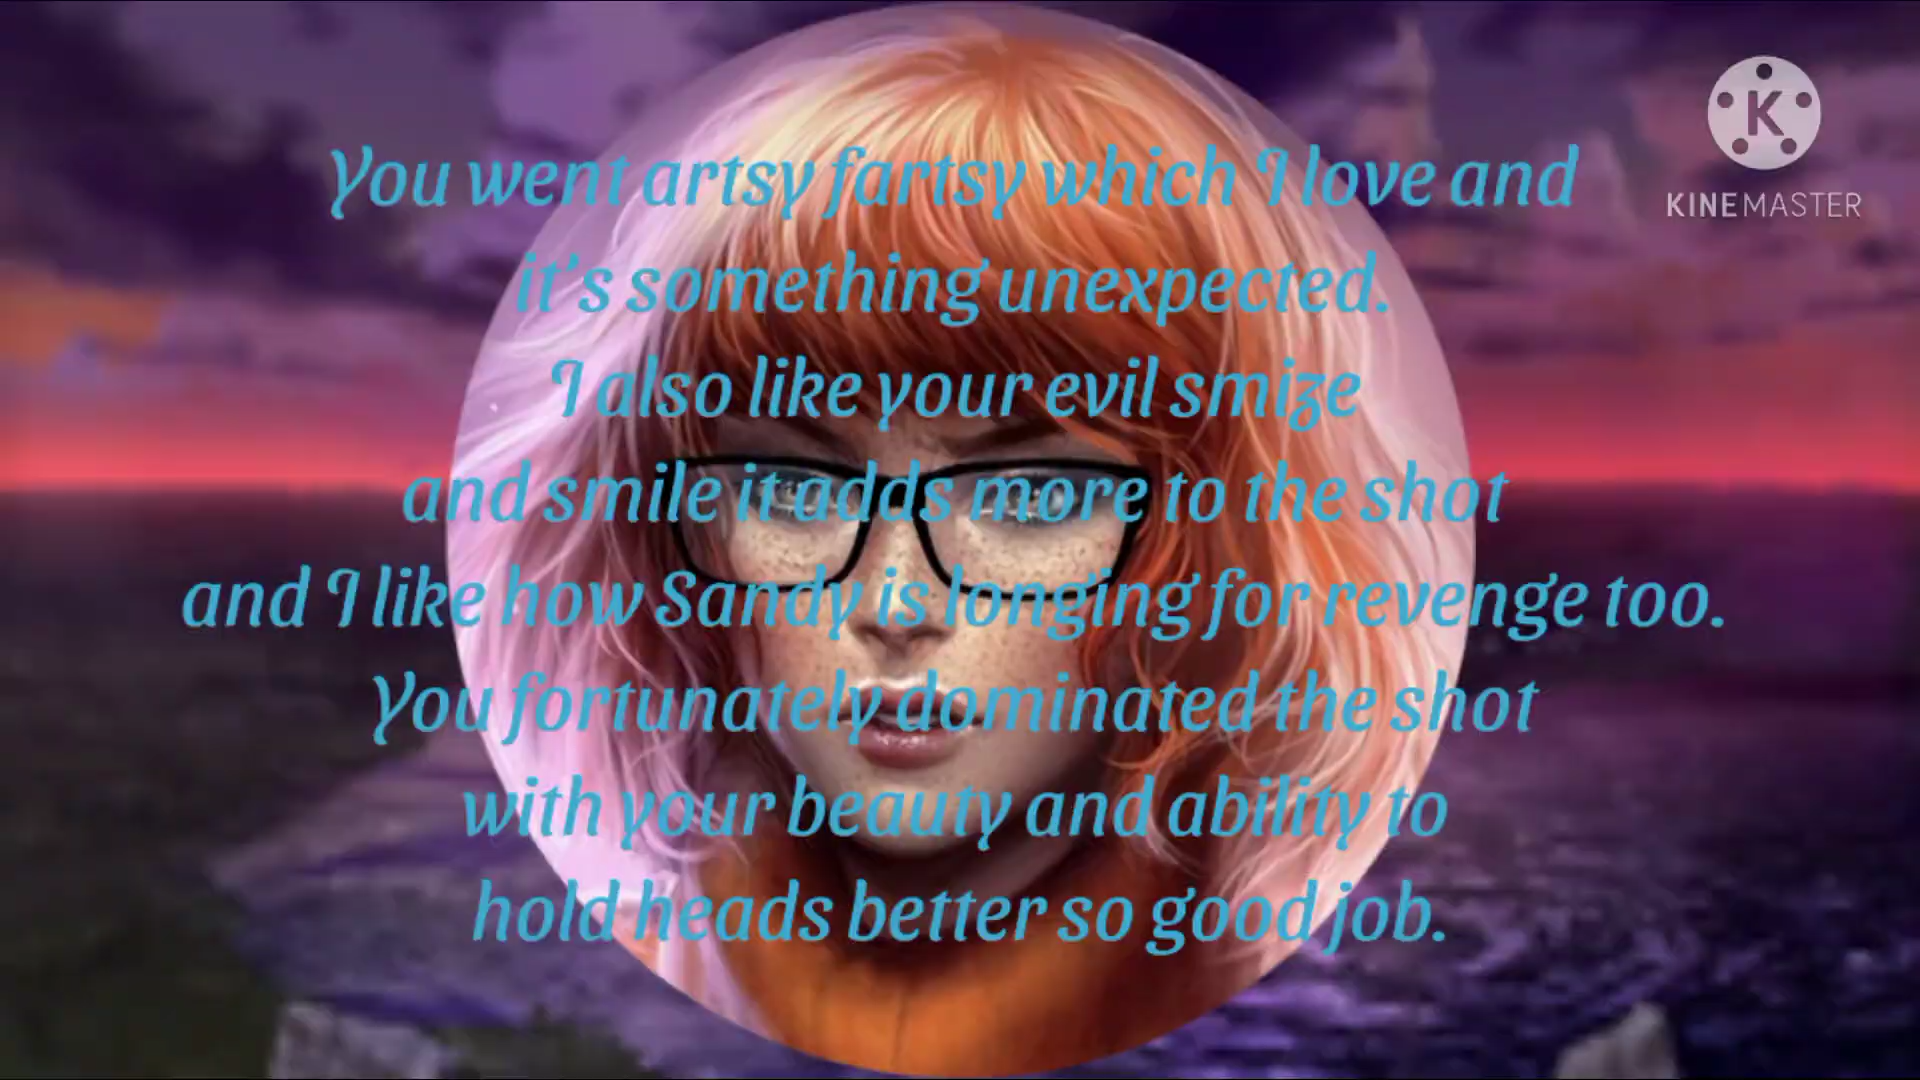 You went artsy fartsy which I love and
it's something unexpected.
I also like your evil smize
and smile it adds more to the shot
and I like how Sandy is longing for revenge too.
You fortunately dominated the shot
with your beauty and ability to
hold heads better so good job.
K
KINEMASTER